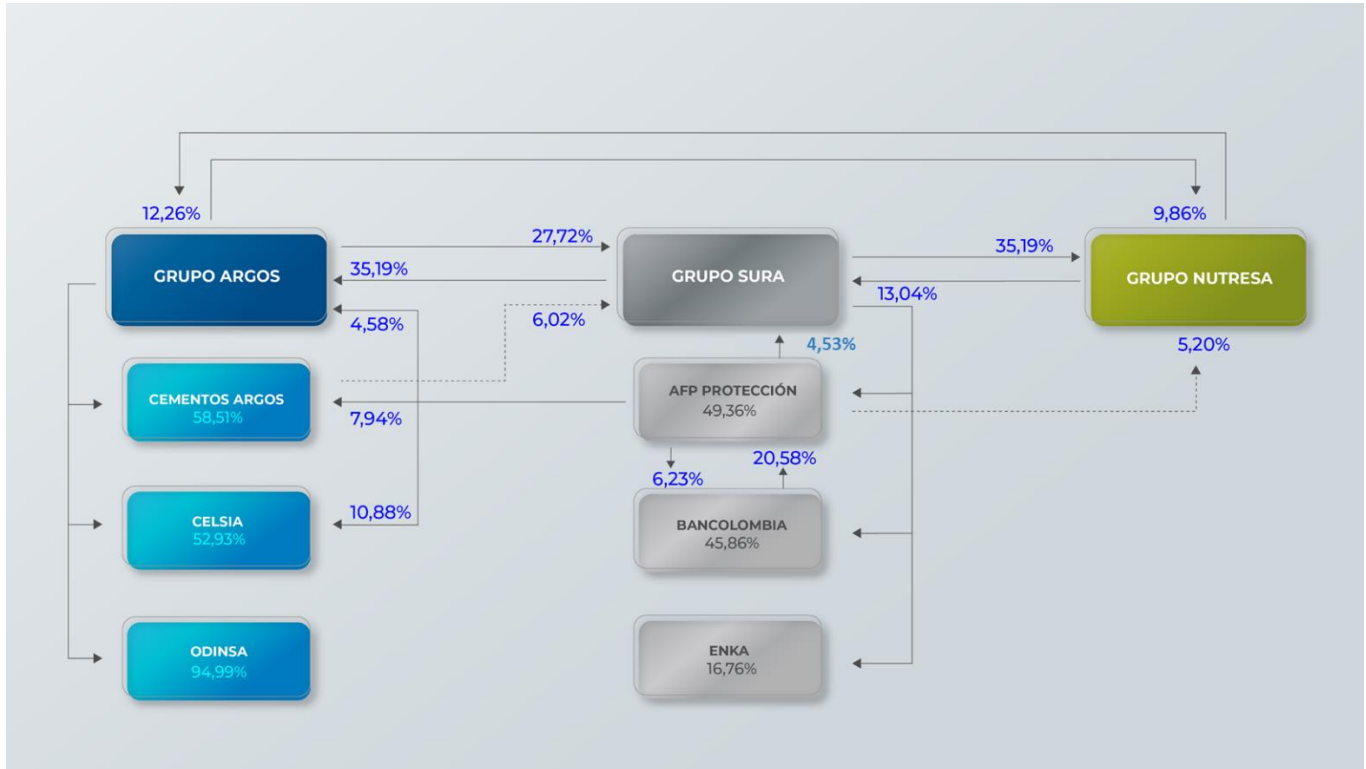 12,26%
9,86%
GRUPO ARGOS
27,72%
35,19%
GRUPO SURA
35,19%
13,04%
GRUPO NUTRESA
4,58%
6,02%
4,53%
5,20%
CEMENTOS ARGOS
58,51%
7,94%
AFP PROTECCIÓN
49,36%
6,23%
20,58%
CELSIA
52,93%
10,88%
BANCOLOMBIA
45,86%
ODINSA
94,99%
ENKA
16,76%